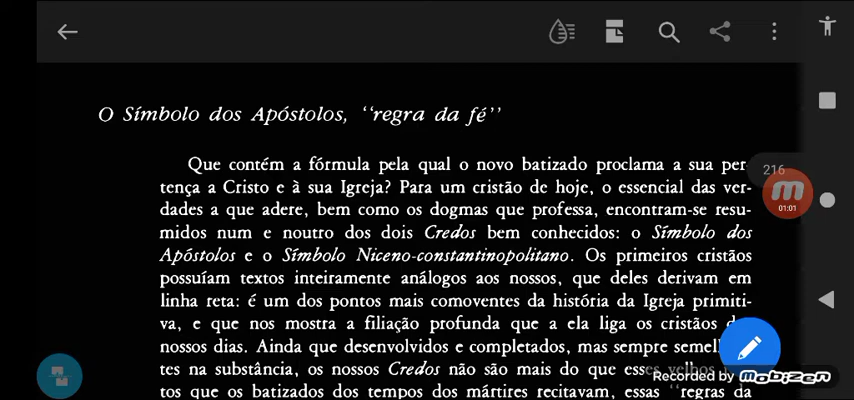 O Símbolo dos Apóstolos, ‘‘regra da fé’’
Que contém a fórmula pela qual o novo batizado proclama a sua per-
216
tença a Cristo e à sua Igreja? Para um cristão de hoje, o essencial das ver-
dades a que adere, bem como os dogmas que professa, encontram-se resu-
01:01
midos num e noutro dos dois Credos bem conhecidos: o Símbolo dos
Apóstolos e o Símbolo Niceno-constantinopolitano. Os primeiros cristãos
possuíam textos inteiramente análogos aos nossos, que deles derivam em
linha reta: é um dos pontos mais comoventes da história da Igreja primiti-
va, e que nos mostra a filiação profunda que a ela liga os cristãos
nossos dias. Ainda que desenvolvidos e completados, mas sempre
tes na substância, os nossos Credos não são mais do que esses velhos
Recorded by mobizen
tos que os batizados dos tempos dos mártires recitavam, essas ‘‘regras da